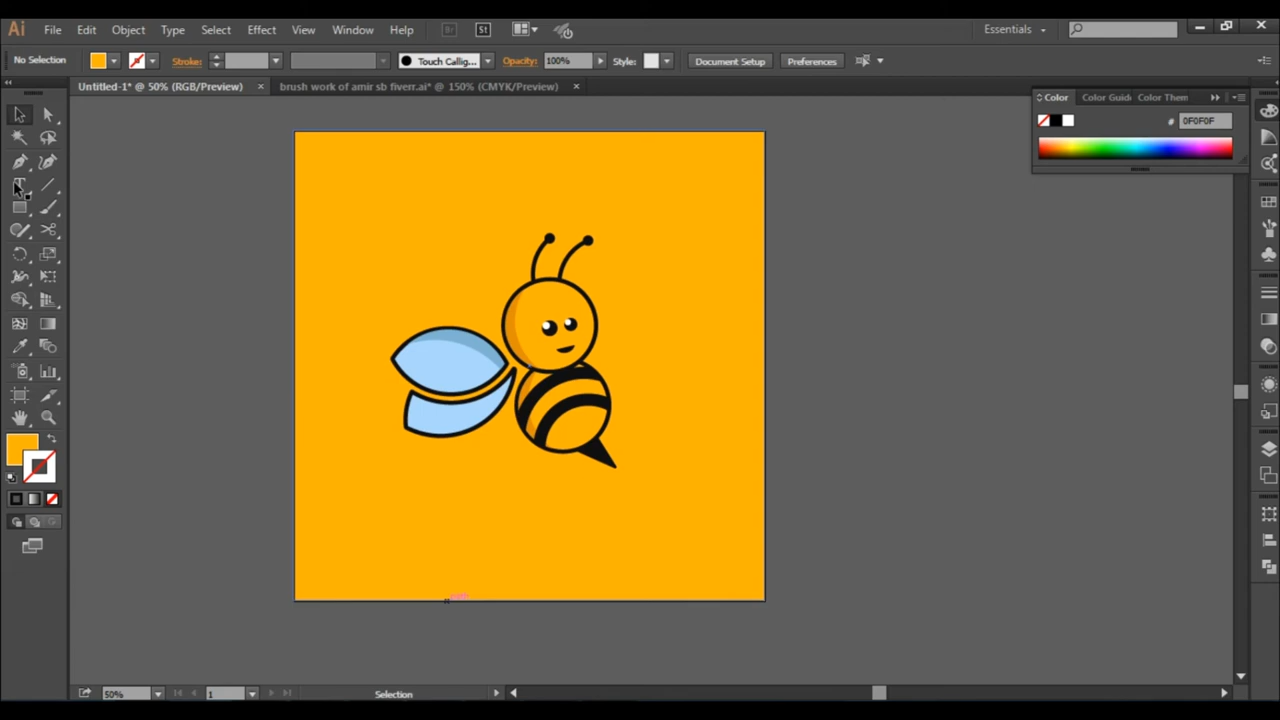 Ai File Edit Object Type Select Effect View Window Help Br St Essentials
No Selection Stroke: Touch Callig... Opacity: 100% Style: Document Setup Preferences
Untitled-1* @ 50% (RGB/Preview) × brush work of amir sb fiverr.ai* @ 150% (CMYK/Preview) ×
Color Color Guid Color Them
# 0F0F0F
T
path
50% 1 Selection